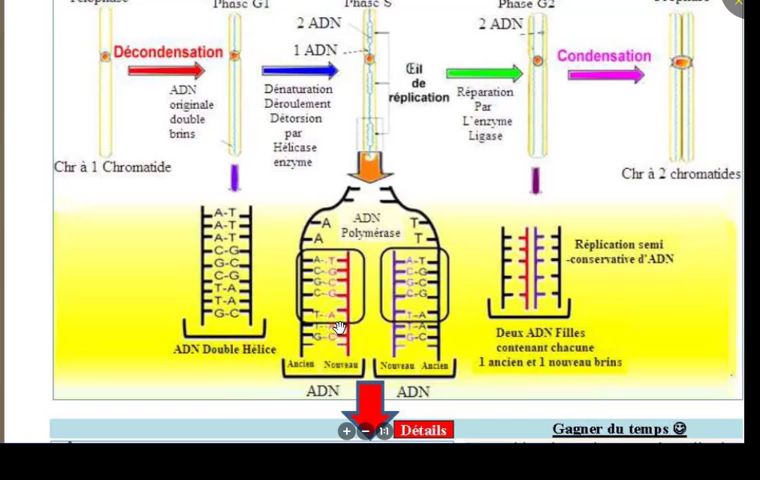 Phase G1
Phase S
Phase G2
2 ADN
1 ADN
2 ADN
Décondensation
ADN
originale
double
brins
Dénaturation
Déroulement
Détorsion
par
Hélicase
enzyme
Œil
de
réplication
Réparation
Par
L'enzyme
Ligase
Condensation
Chr à 1 Chromatide
Chr à 2 chromatides
A-T
A-T
A-T
C-G
G-C
C-G
T-A
T-A
G-C
ADN Double Hélice
ADN
Polymérase
A
A
T
T
A-T
C-G
G-C
C-G
T-A
G-C
A-T
C-G
G-C
C-G
T-A
T-A
G-C
Ancien Nouveau
Nouveau Ancien
ADN
ADN
Réplication semi
-conservative d'ADN
Deux ADN Filles
contenant chacune
1 ancien et 1 nouveau brins
1:1
Détails
Gagner du temps ☺